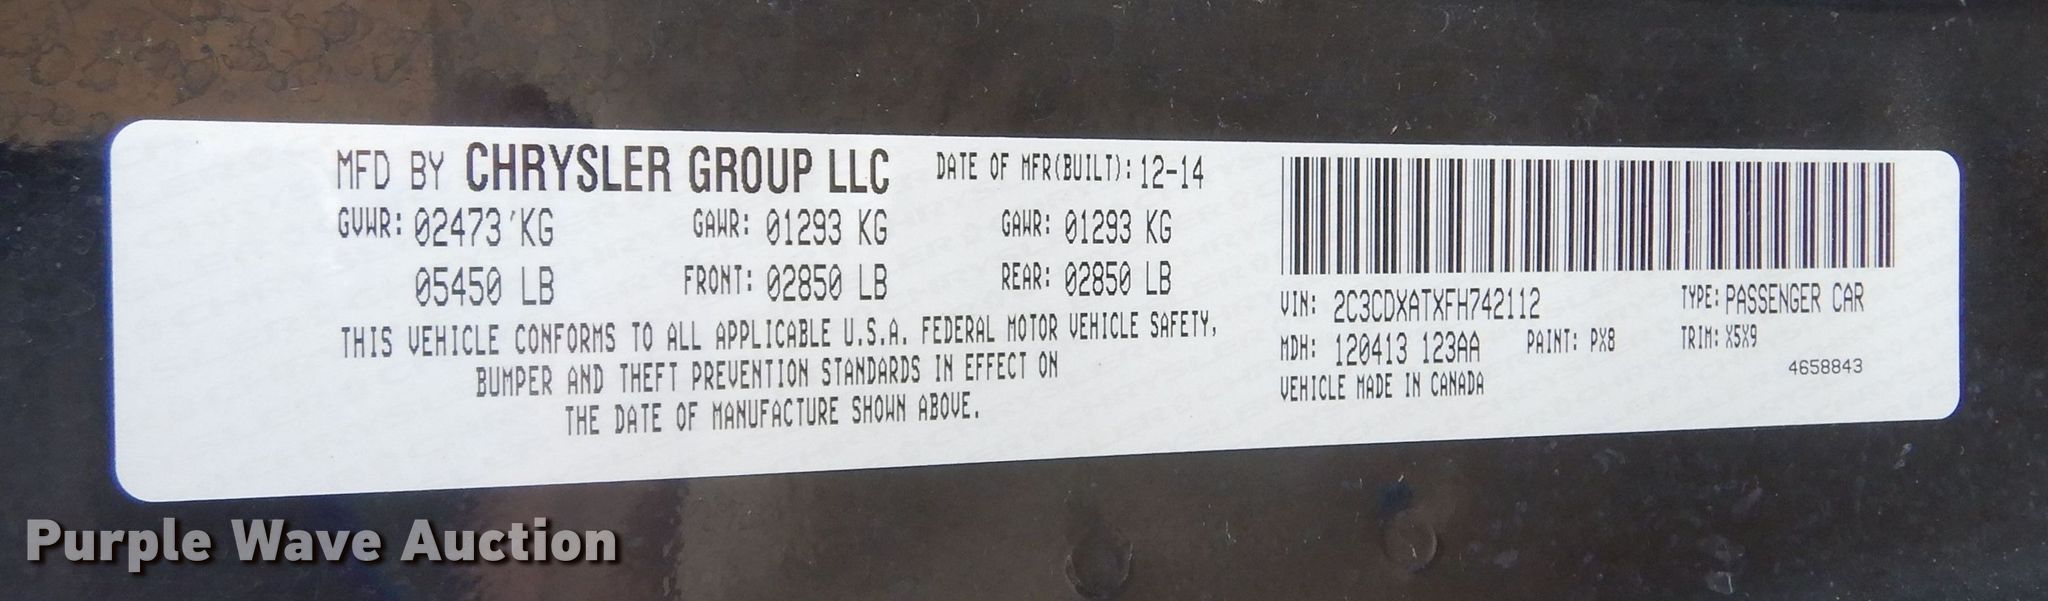 MFD BY CHRYSLER GROUP LLC DATE OF MFR(BUILT): 12-14
GVWR: 02473 KG GAWR: 01293 KG GAWR: 01293 KG
05450 LB FRONT: 02850 LB REAR: 02850 LB
THIS VEHICLE CONFORMS TO ALL APPLICABLE U.S.A. FEDERAL MOTOR VEHICLE SAFETY,
BUMPER AND THEFT PREVENTION STANDARDS IN EFFECT ON
THE DATE OF MANUFACTURE SHOWN ABOVE.
VIN: 2C3CDXATXFH742112 TYPE: PASSENGER CAR
MDH: 120413 123AA PAINT: PX8 TRIM: X5X9
VEHICLE MADE IN CANADA 4658843
Purple Wave Auction